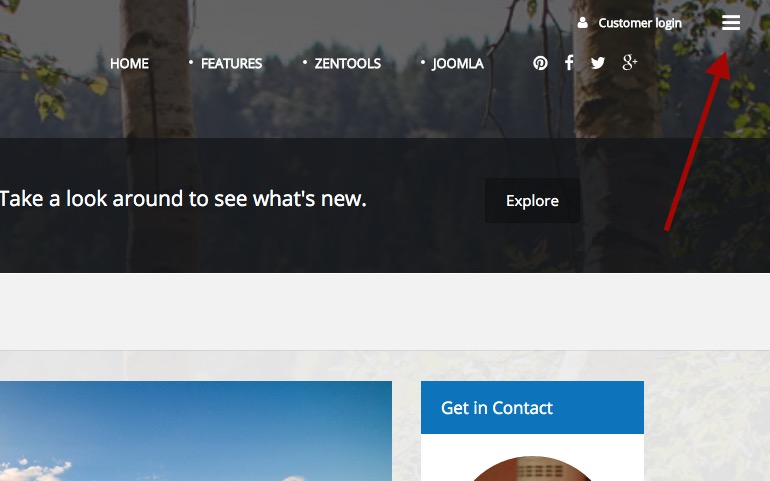 Customer login
HOME • FEATURES • ZENTOOLS • JOOMLA
Take a look around to see what's new.
Explore
Get in Contact